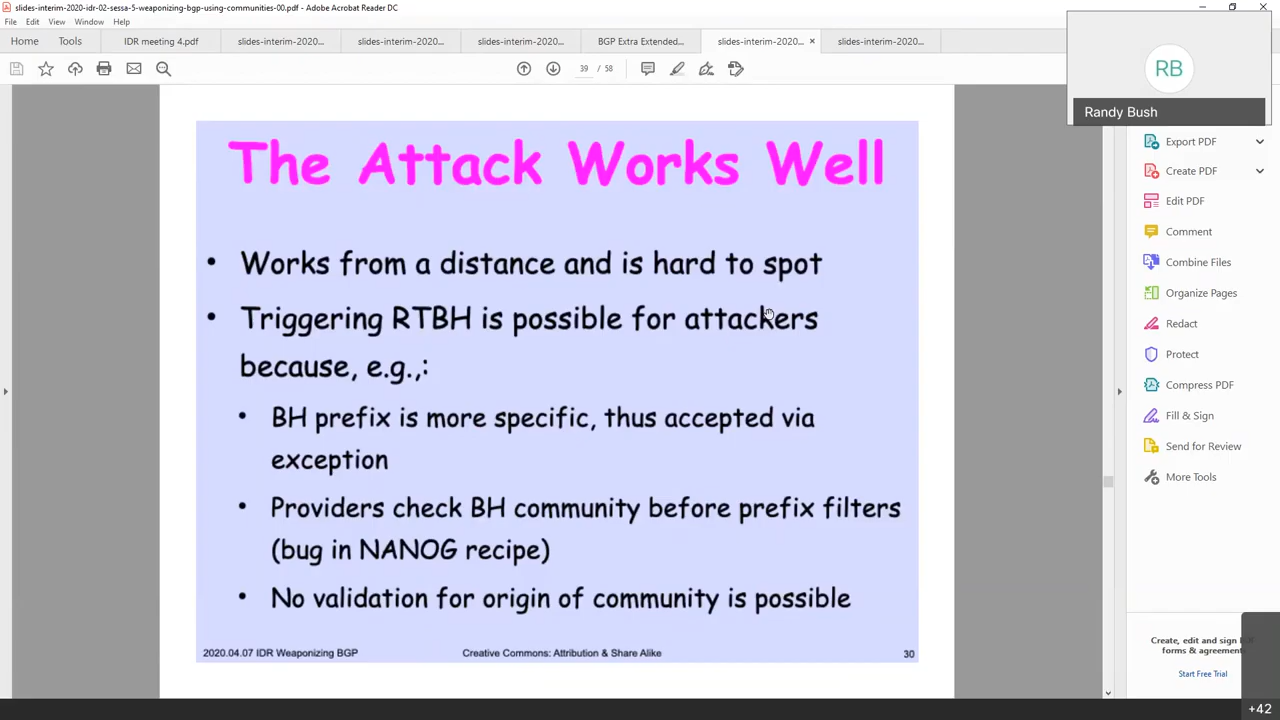 slides-interim-2020-idr-02-sessa-5-weaponizing-bgp-using-communities-00.pdf - Adobe Acrobat Reader DC
File Edit View Window Help
Home Tools IDR meeting 4.pdf slides-interim-2020... slides-interim-2020... slides-interim-2020... BGP Extra Extended... slides-interim-2020... × slides-interim-2020...
39 / 58
RB
Randy Bush
Export PDF
Create PDF
Edit PDF
Comment
Combine Files
Organize Pages
Redact
Protect
Compress PDF
Fill & Sign
Send for Review
More Tools
The Attack Works Well
• Works from a distance and is hard to spot
• Triggering RTBH is possible for attackers
because, e.g.,:
• BH prefix is more specific, thus accepted via
exception
• Providers check BH community before prefix filters
(bug in NANOG recipe)
• No validation for origin of community is possible
2020.04.07 IDR Weaponizing BGP Creative Commons: Attribution & Share Alike 30
Create, edit and sign
forms & agreement
Start Free Trial
+42